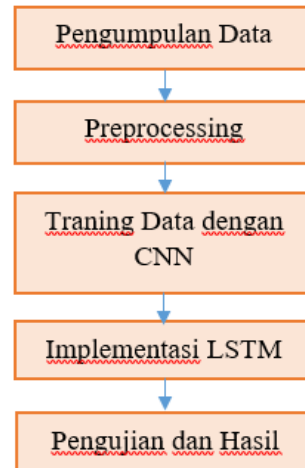 Pengumpulan Data
Preprocessing
Traning Data dengan
CNN
Implementasi LSTM
Pengujian dan Hasil